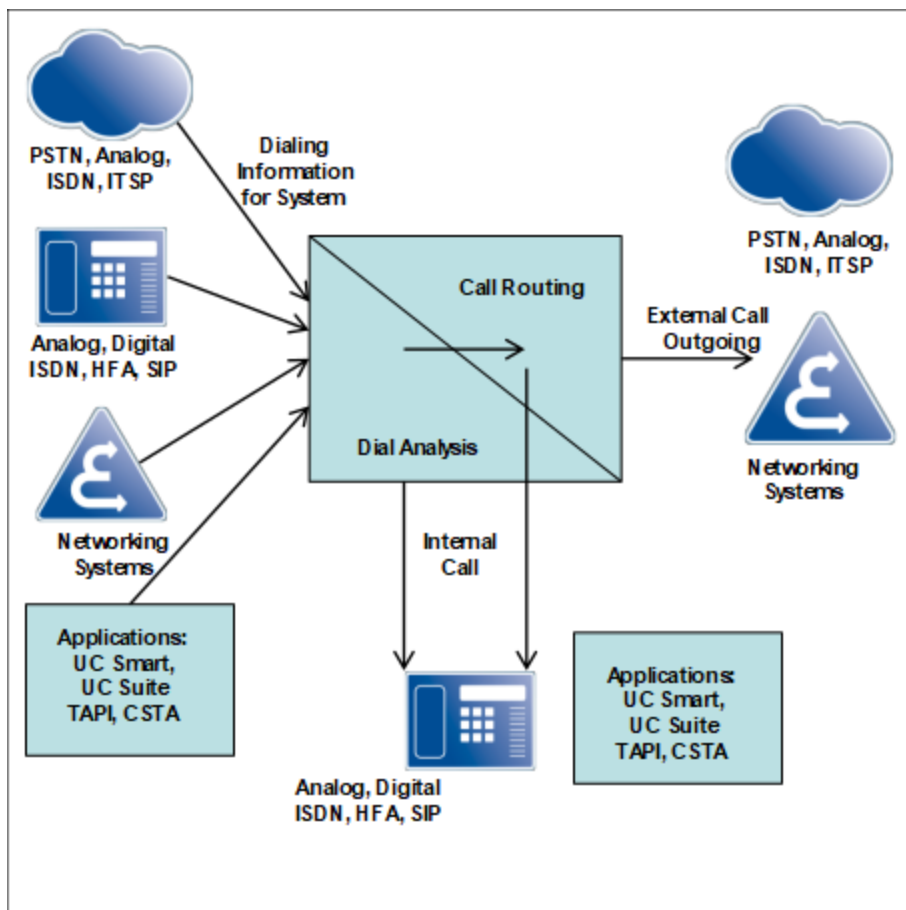 PSTN, Analog,
ISDN, ITSP
Dialing
Information
for System
PSTN, Analog,
ISDN, ITSP
Analog, Digital
ISDN, HFA, SIP
Call Routing
External Call
Outgoing
Dial Analysis
Networking
Systems
Networking
Systems
Internal
Call
Applications:
UC Smart,
UC Suite
TAPI, CSTA
Analog, Digital
ISDN, HFA, SIP
Applications:
UC Smart,
UC Suite
TAPI, CSTA